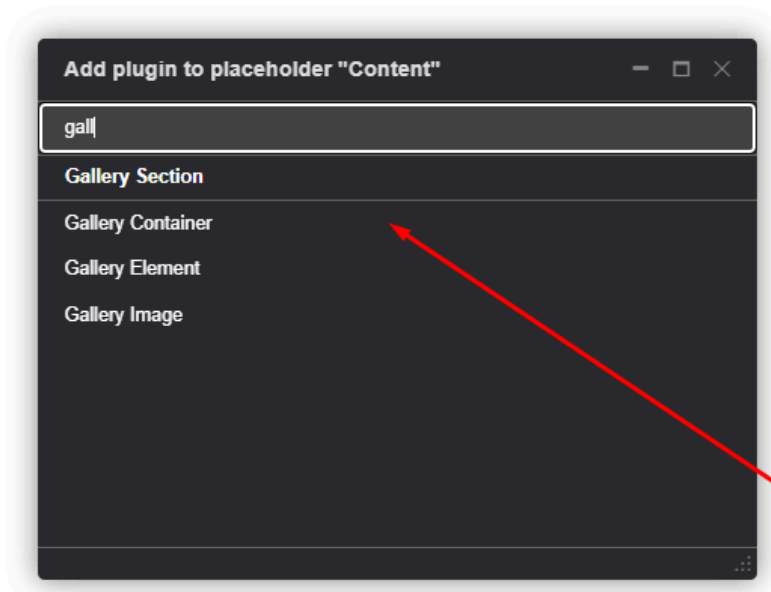 Add plugin to placeholder "Content"
gall
Gallery Section
Gallery Container
Gallery Element
Gallery Image